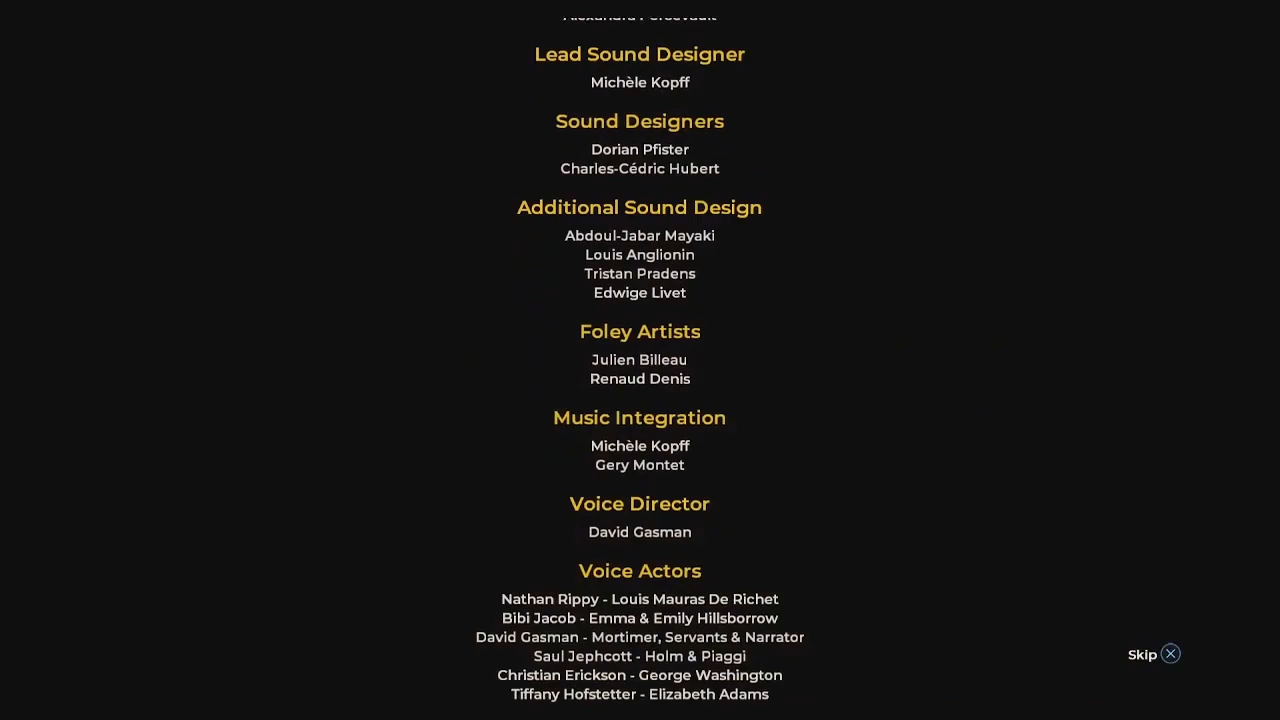 Lead Sound Designer
Michèle Kopff
Sound Designers
Dorian Pfister
Charles-Cédric Hubert
Additional Sound Design
Abdoul-Jabar Mayaki
Louis Anglionin
Tristan Pradens
Edwige Livet
Foley Artists
Julien Billeau
Renaud Denis
Music Integration
Michèle Kopff
Gery Montet
Voice Director
David Gasman
Voice Actors
Nathan Rippy - Louis Mauras De Richet
Bibi Jacob - Emma & Emily Hillsborrow
David Gasman - Mortimer, Servants & Narrator
Saul Jephcott - Holm & Piaggi
Christian Erickson - George Washington
Tiffany Hofstetter - Elizabeth Adams
Skip